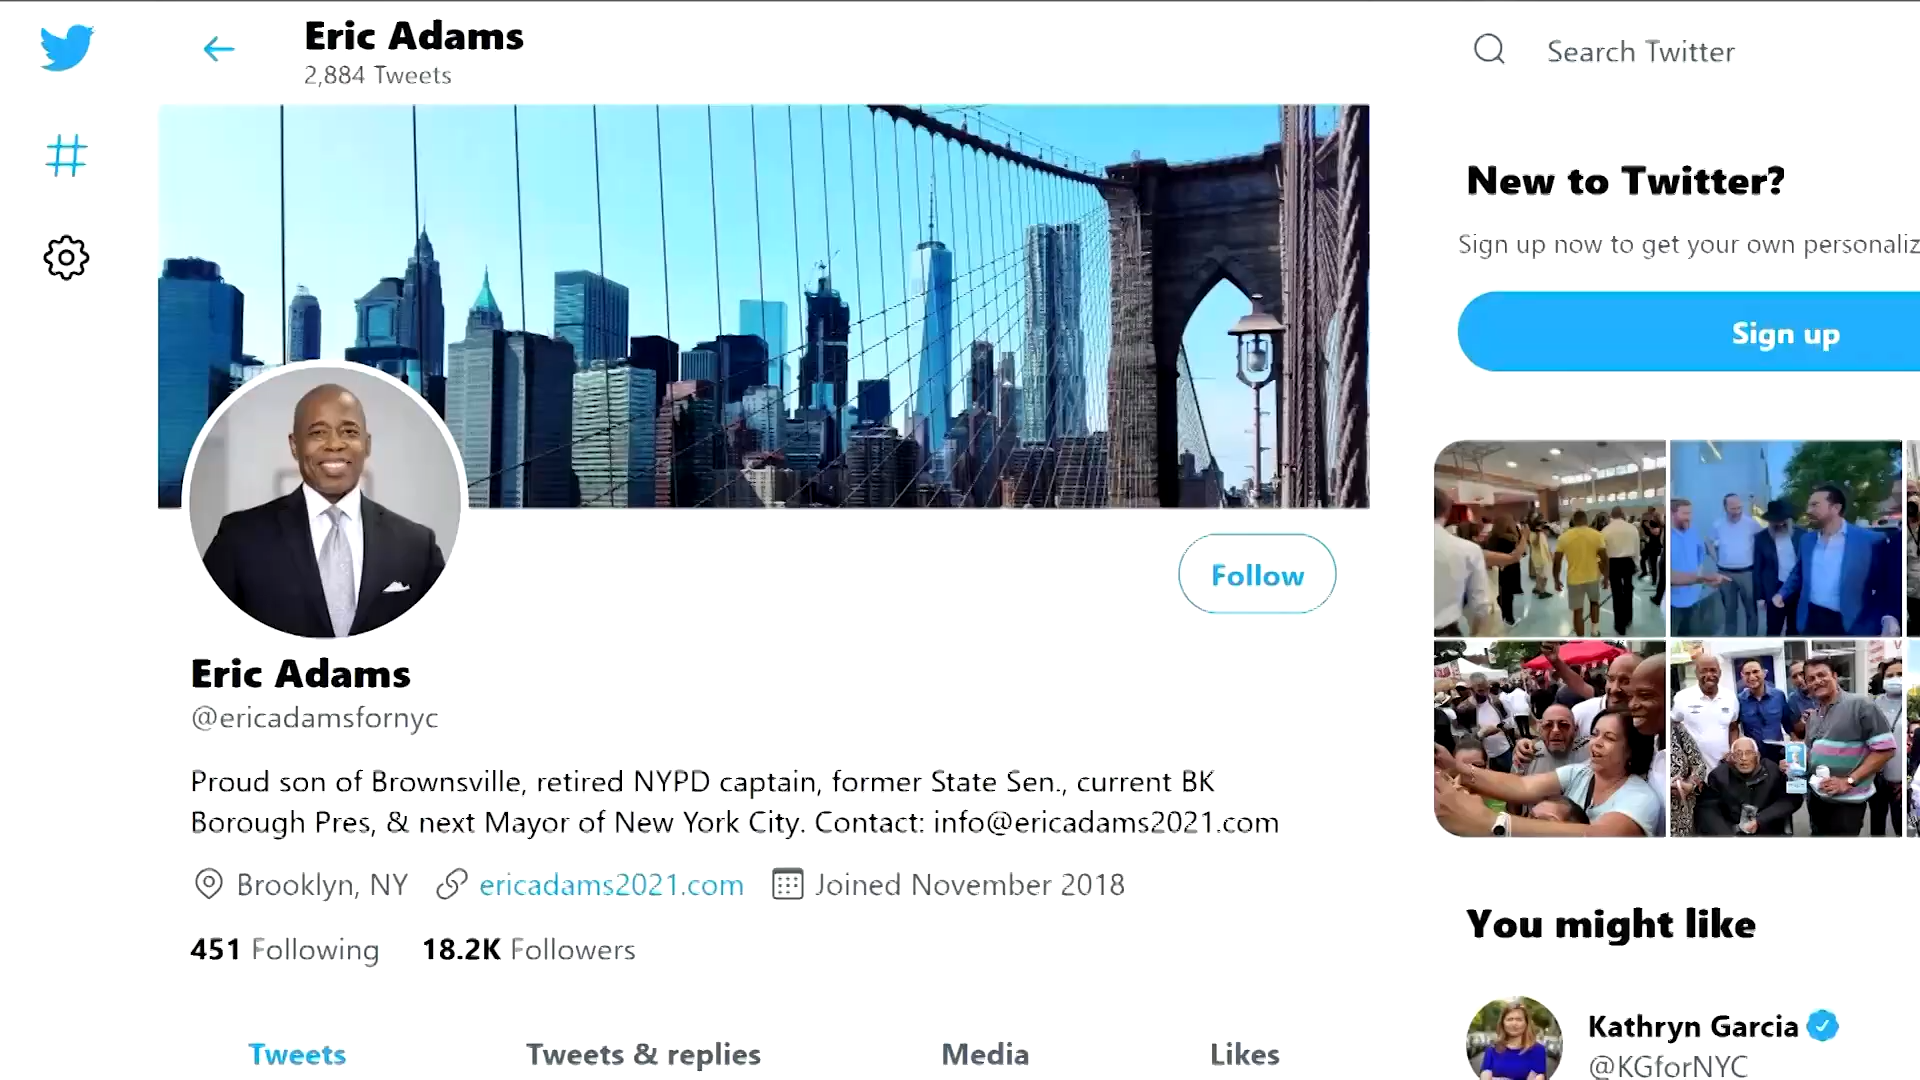 Eric Adams
2,884 Tweets
Search Twitter
New to Twitter?
Sign up now to get your own personaliz
Sign up
Follow
Eric Adams
@ericadamsfornyc
Proud son of Brownsville, retired NYPD captain, former State Sen., current BK
Borough Pres, & next Mayor of New York City. Contact: info@ericadams2021.com
Brooklyn, NY ericadams2021.com Joined November 2018
451 Following 18.2K Followers
You might like
Kathryn Garcia
@KGforNYC
Tweets Tweets & replies Media Likes